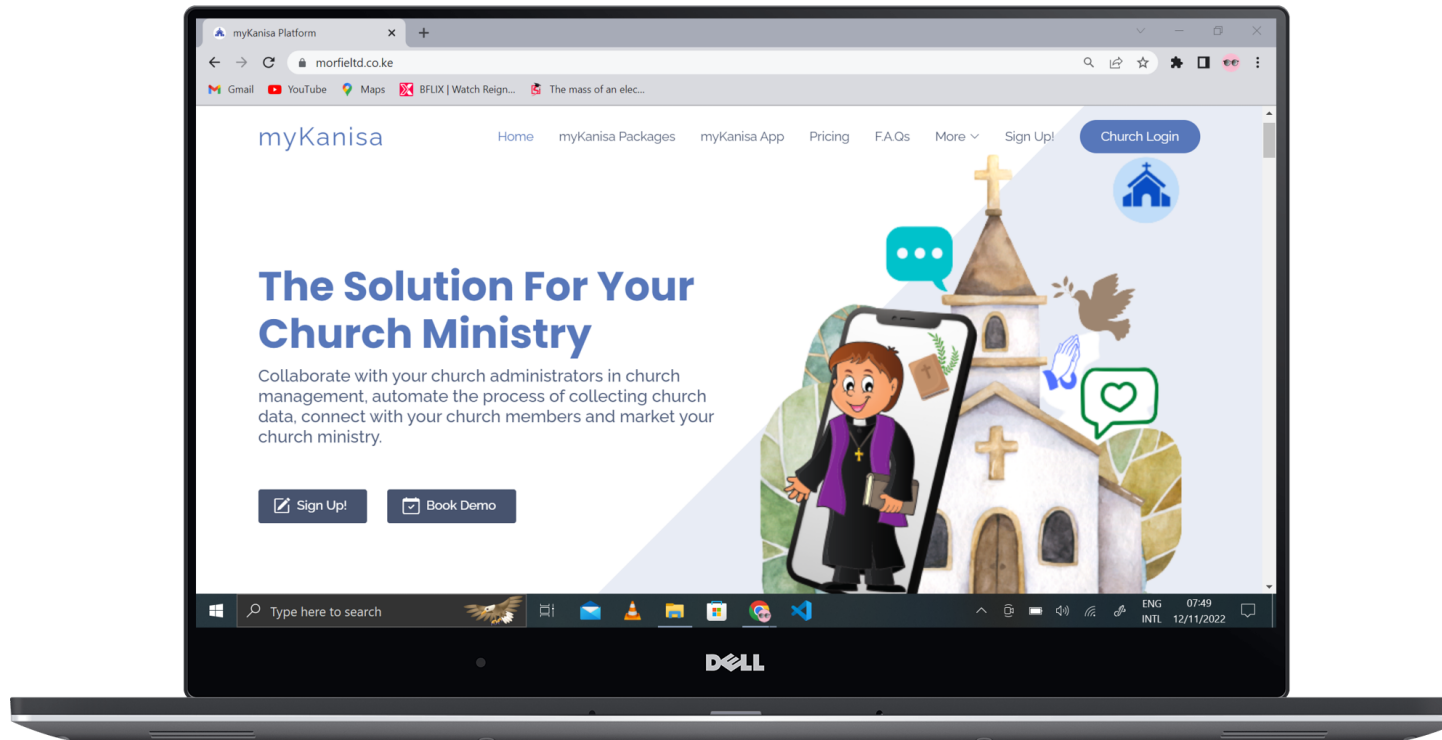 myKanisa Platform
morfieltd.co.ke
Gmail YouTube Maps BFLIX | Watch Reign... The mass of an elec...
myKanisa Home myKanisa Packages myKanisa App Pricing F.A.Qs More Sign Up! Church Login
The Solution For Your
Church Ministry
Collaborate with your church administrators in church
management, automate the process of collecting church
data, connect with your church members and market your
church ministry.
Sign Up! Book Demo
Type here to search
ENG 07:49
INTL 12/11/2022
DELL